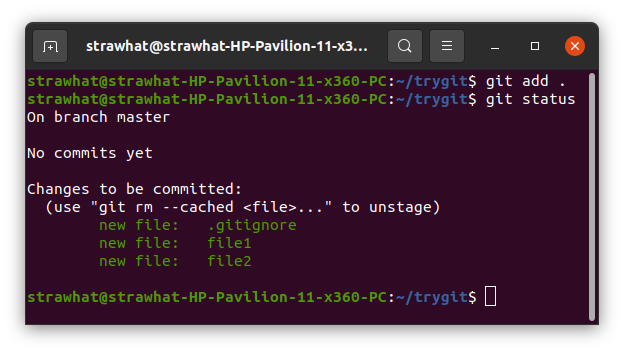 strawhat@strawhat-HP-Pavilion-11-x3...
strawhat@strawhat-HP-Pavilion-11-x360-PC:~/trygit$ git add .
strawhat@strawhat-HP-Pavilion-11-x360-PC:~/trygit$ git status
On branch master
No commits yet
Changes to be committed:
  (use "git rm --cached <file>..." to unstage)
        new file:   .gitignore
        new file:   file1
        new file:   file2
strawhat@strawhat-HP-Pavilion-11-x360-PC:~/trygit$